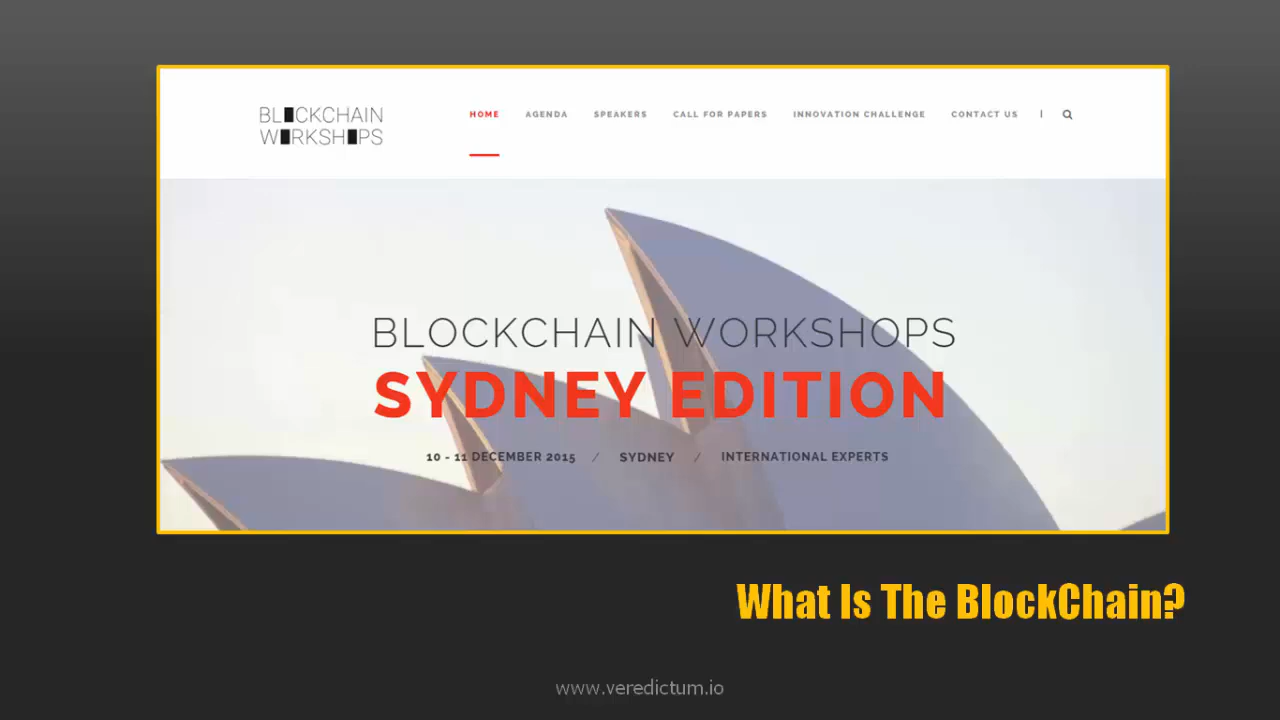 BLOCKCHAIN
WORKSHOPS
HOME AGENDA SPEAKERS CALL FOR PAPERS INNOVATION CHALLENGE CONTACT US |
BLOCKCHAIN WORKSHOPS
SYDNEY EDITION
10 - 11 DECEMBER 2015 / SYDNEY / INTERNATIONAL EXPERTS
What Is The BlockChain?
www.veredictum.io